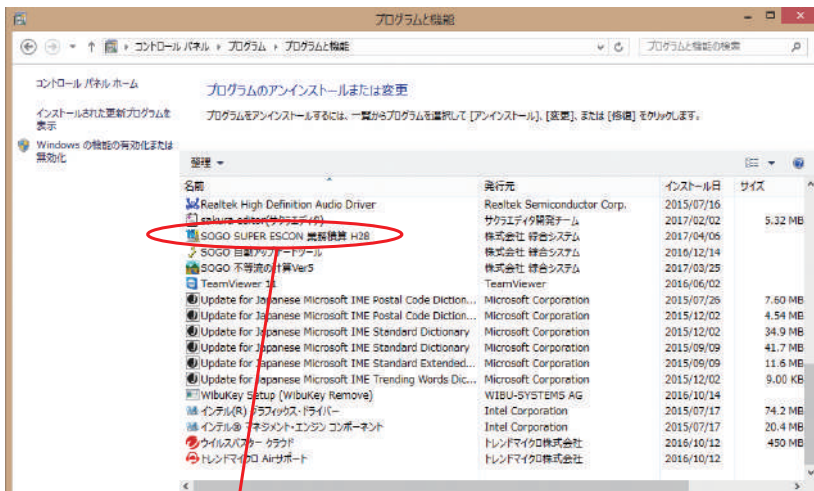 プログラムと機能
コントロール パネル ▸ プログラム ▸ プログラムと機能
プログラムと機能の検索
コントロール パネル ホーム
インストールされた更新プログラムを表示
Windows の機能の有効化または無効化
プログラムのアンインストールまたは変更
プログラムをアンインストールするには、一覧からプログラムを選択して [アンインストール]、[変更]、または [修復] をクリックします。
整理
名前 発行元 インストール日 サイズ
Realtek High Definition Audio Driver Realtek Semiconductor Corp. 2015/07/16
sakura editor(サクラエディタ) サクラエディタ開発チーム 2017/02/02 5.32 MB
SOGO SUPER ESCON 業務積算 H28 株式会社 綜合システム 2017/04/06
SOGO 自動アップデートツール 株式会社 綜合システム 2016/12/14
SOGO 不等流の計算Ver5 株式会社 綜合システム 2017/03/25
TeamViewer 11 TeamViewer 2016/06/02
Update for Japanese Microsoft IME Postal Code Diction... Microsoft Corporation 2015/07/26 7.60 MB
Update for Japanese Microsoft IME Postal Code Diction... Microsoft Corporation 2015/12/02 4.54 MB
Update for Japanese Microsoft IME Standard Dictionary Microsoft Corporation 2015/12/02 34.9 MB
Update for Japanese Microsoft IME Standard Dictionary Microsoft Corporation 2015/09/09 41.7 MB
Update for Japanese Microsoft IME Standard Extended... Microsoft Corporation 2015/09/09 11.6 MB
Update for Japanese Microsoft IME Trending Words Dic... Microsoft Corporation 2015/12/02 9.00 KB
WibuKey Setup (WibuKey Remove) WIBU-SYSTEMS AG 2016/10/14
インテル(R) グラフィックス・ドライバー Intel Corporation 2015/07/17 74.2 MB
インテル® マネジメント・エンジン コンポーネント Intel Corporation 2015/07/17 20.4 MB
ウイルスバスター クラウド トレンドマイクロ株式会社 2016/10/12 450 MB
トレンドマイクロ Airサポート トレンドマイクロ株式会社 2016/10/12